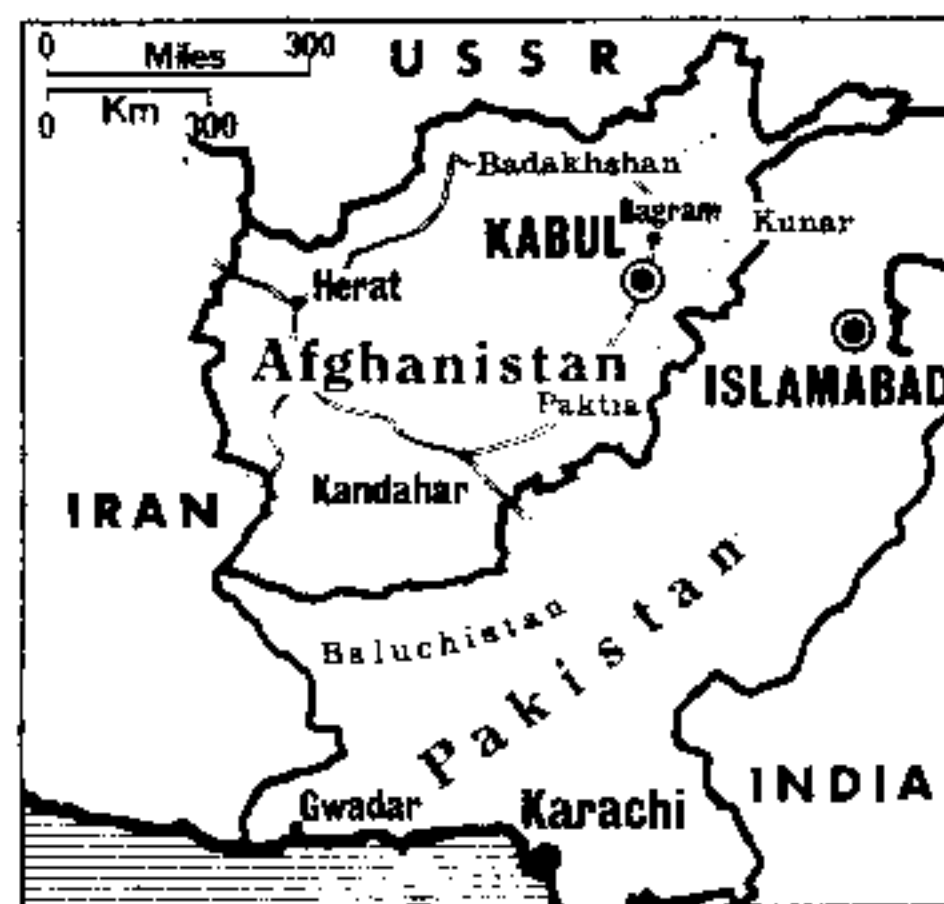 0 300
Miles
USSR
Km
0 300
Badakhshan
Bagram
Kunar
KABUL
Herat
Afghanistan
ISLAMABAD
Paktia
Kandahar
IRAN
Baluchistan
Pakistan
INDIA
Gwadar
Karachi